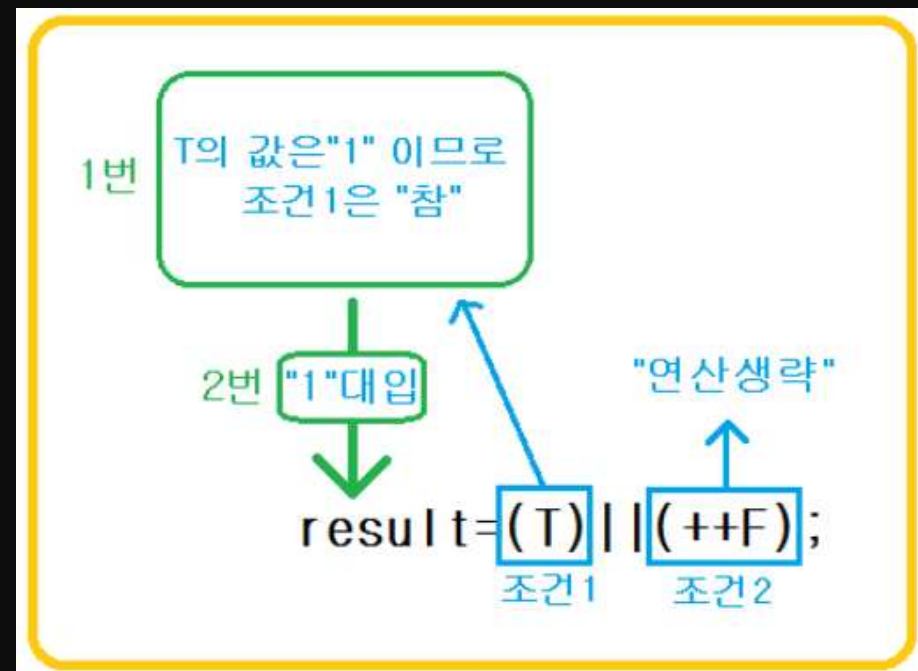 1번
T의 값은"1" 이므로
조건1은 "참"
2번
"1"대입
"연산생략"
result=(T)||(++F);
조건1
조건2